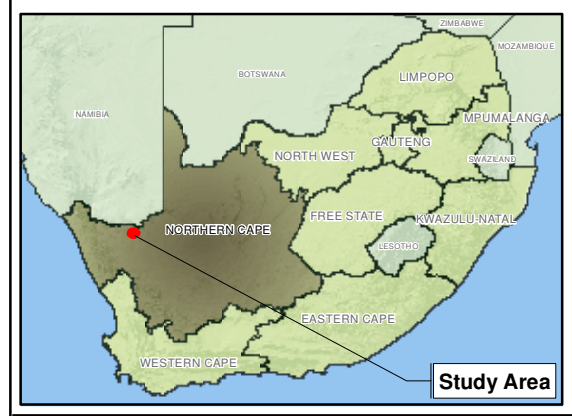 ZIMBABWE
MOZAMBIQUE
BOTSWANA
LIMPOPO
NAMIBIA
MPUMALANGA
GAUTENG
NORTH WEST
SWAZILAND
FREE STATE
KWAZULU-NATAL
NORTHERN CAPE
LESOTHO
EASTERN CAPE
WESTERN CAPE
Study Area